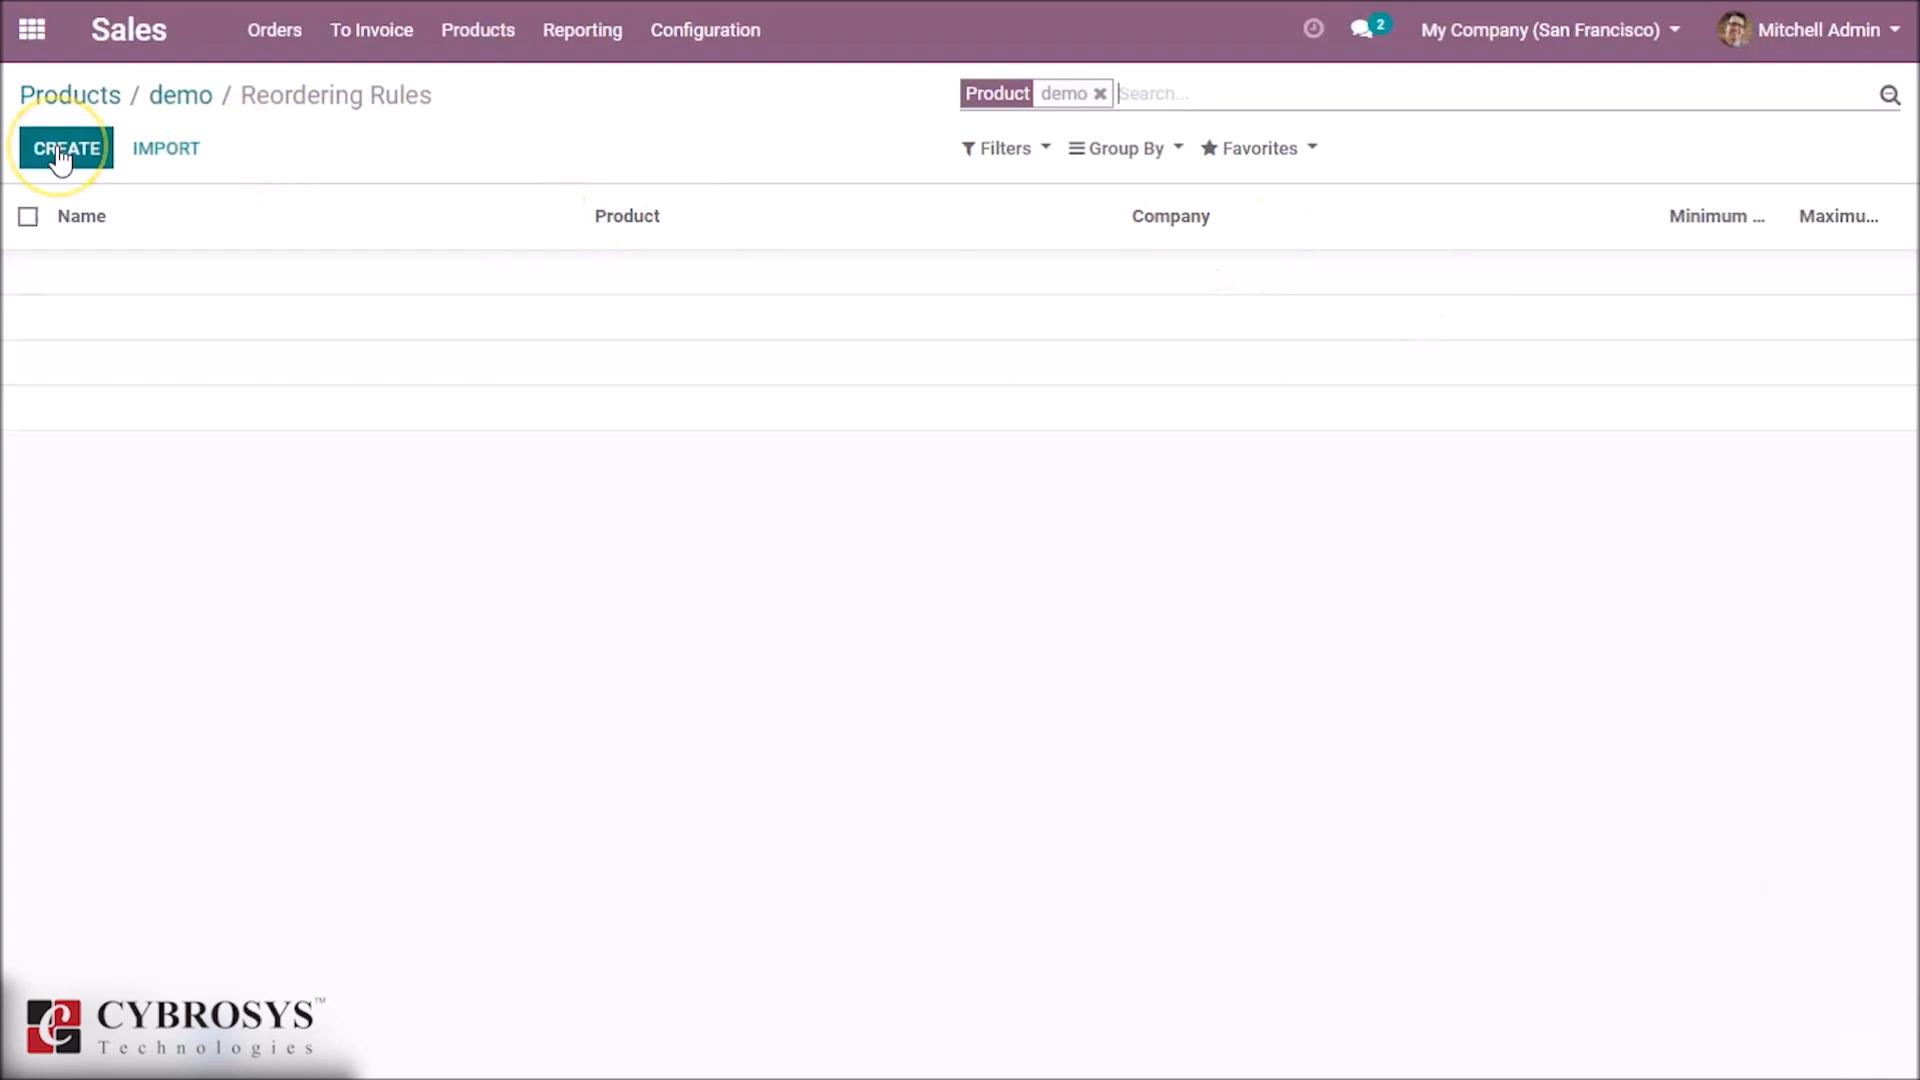 Sales Orders To Invoice Products Reporting Configuration 2 My Company (San Francisco) Mitchell Admin
Products / demo / Reordering Rules
Product demo Search...
CREATE IMPORT
Filters Group By Favorites
Name Product Company Minimum ... Maximu...
CYBROSYS™
Technologies